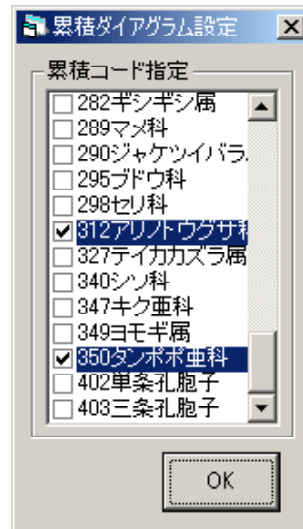 累積ダイアグラム設定
累積コード指定
282ギシギシ属
289マメ科
290ジャケツイバラ
295ブドウ科
298セリ科
312アリノトウグサ科
327テイカカズラ属
340シソ科
347キク亜科
349ヨモギ属
350タンポポ亜科
402単条孔胞子
403三条孔胞子
OK